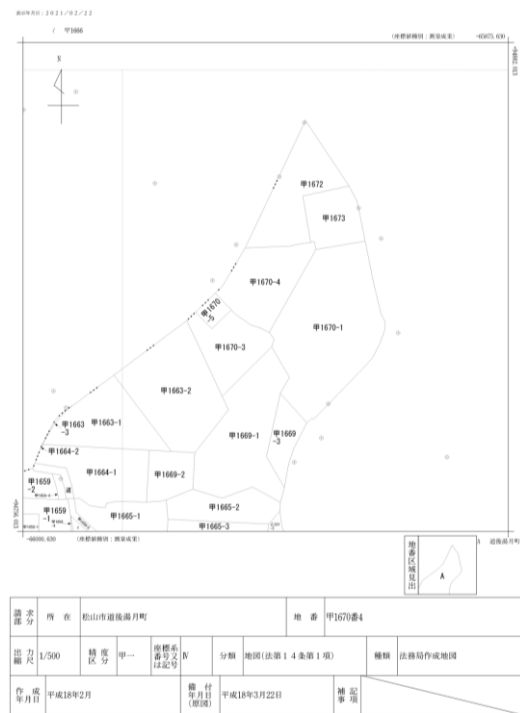 2021/02/22
甲1666
(座標値種別:測量成果)
N
甲1672
甲1673
甲1670-4
甲1670
-5
甲1670-1
甲1670-3
甲1663-2
甲1663
-3
甲1663-1
甲1669-1
甲1669
-3
甲1664-2
甲1664-1
甲1669-2
甲1659
-2
道
甲1665-2
甲1659
-1
甲1665-1
甲1665-3
(座標値種別:測量成果)
地番区域見出
A
A 道後湯月町
請求部分
所在
松山市道後湯月町
地番
甲1670番4
出力縮尺
1/500
精度区分
甲一
座標系番号又は記号
Ⅳ
分類
地図(法第14条第1項)
種類
法務局作成地図
作成年月日
平成18年2月
備付年月日(原図)
平成18年3月22日
補記事項